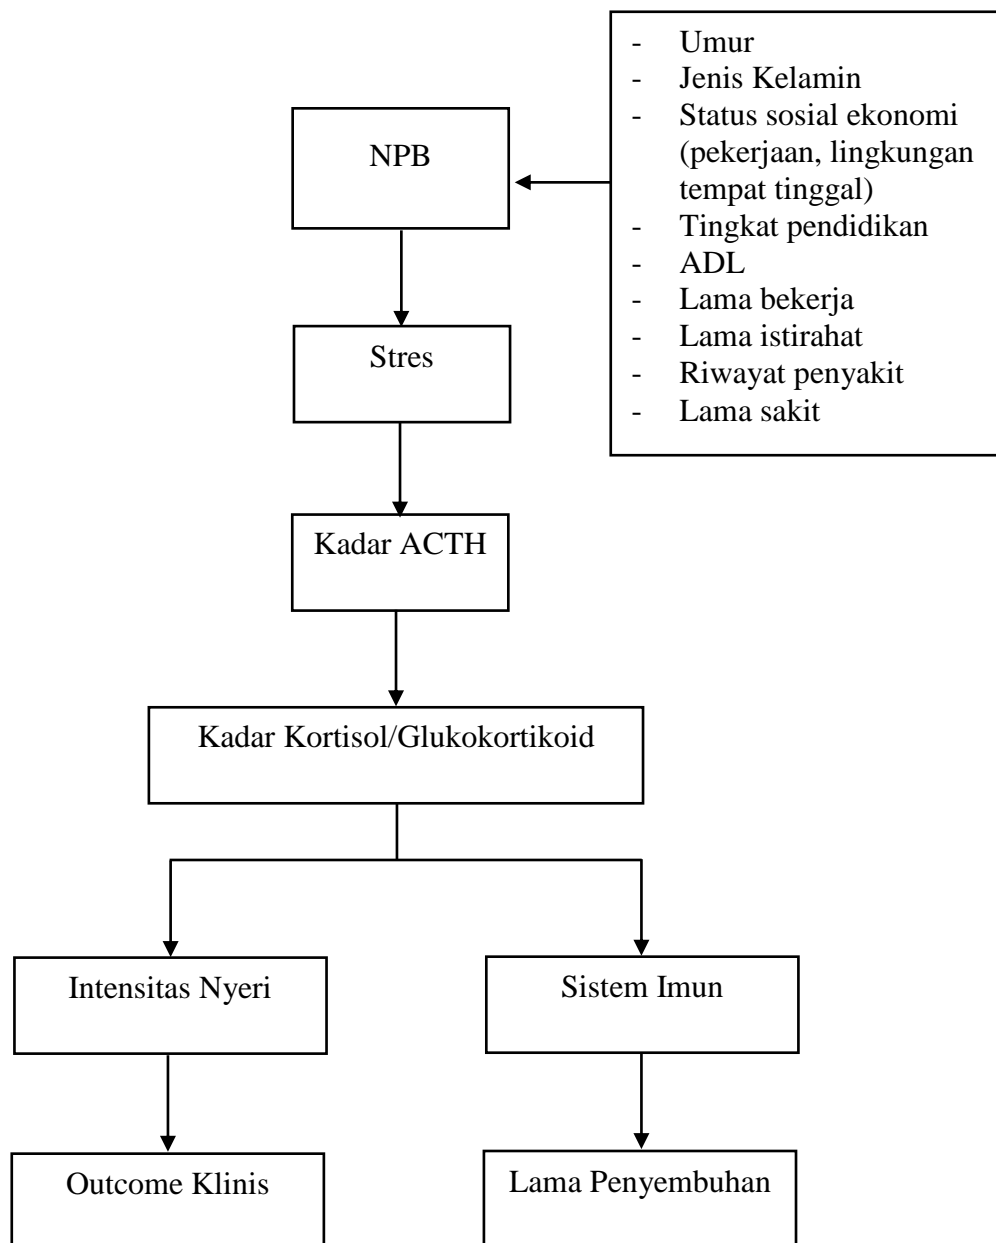 - Umur
- Jenis Kelamin
- Status sosial ekonomi
(pekerjaan, lingkungan
tempat tinggal)
- Tingkat pendidikan
- ADL
- Lama bekerja
- Lama istirahat
- Riwayat penyakit
- Lama sakit
NPB
Stres
Kadar ACTH
Kadar Kortisol/Glukokortikoid
Intensitas Nyeri
Sistem Imun
Outcome Klinis
Lama Penyembuhan